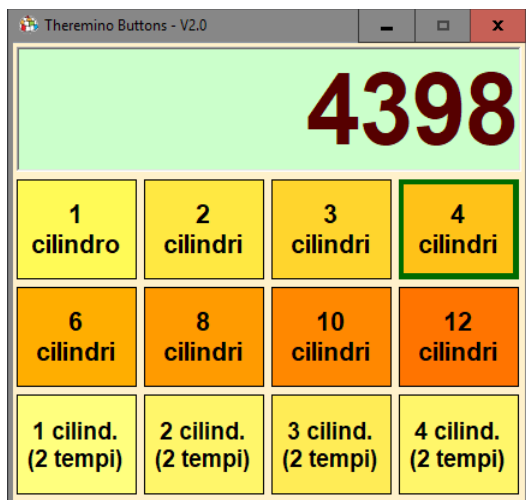 Theremino Buttons - V2.0
4398
1
cilindro
2
cilindri
3
cilindri
4
cilindri
6
cilindri
8
cilindri
10
cilindri
12
cilindri
1 cilind.
(2 tempi)
2 cilind.
(2 tempi)
3 cilind.
(2 tempi)
4 cilind.
(2 tempi)